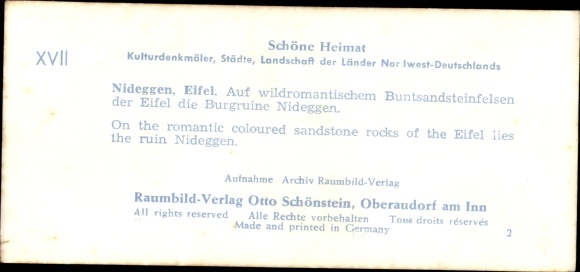 Schöne Heimat
XVII
Kulturdenkmäler, Städte, Landschaft der Länder Nordwest-Deutschlands
Nideggen, Eifel. Auf wildromantischem Buntsandsteinfelsen
der Eifel die Burgruine Nideggen.
On the romantic coloured sandstone rocks of the Eifel lies
the ruin Nideggen.
Aufnahme Archiv Raumbild-Verlag
Raumbild-Verlag Otto Schönstein, Oberaudorf am Inn
All rights reserved Alle Rechte vorbehalten Tous droits réservés
Made and printed in Germany
2